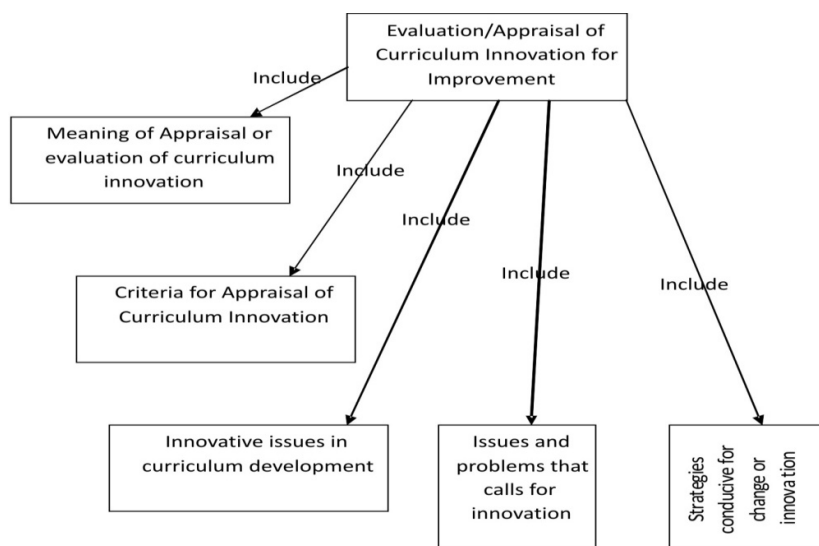 Evaluation/Appraisal of
Curriculum Innovation for
Improvement
Include
Meaning of Appraisal or
evaluation of curriculum
innovation
Include
Include
Include
Include
Criteria for Appraisal of
Curriculum Innovation
Innovative issues in
curriculum development
Issues and
problems that
calls for
innovation
Strategies
conducive for
change or
innovation